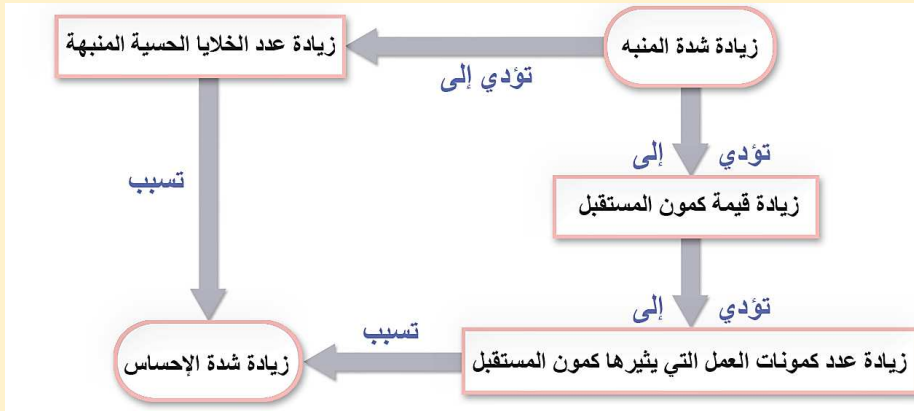 زيادة شدة المنبه
زيادة عدد الخلايا الحسية المنبهة
تؤدي إلى
تؤدي إلى
تسبب
زيادة قيمة كمون المستقبل
تؤدي إلى
تسبب
زيادة عدد كمونات العمل التي يثيرها كمون المستقبل
زيادة شدة الإحساس